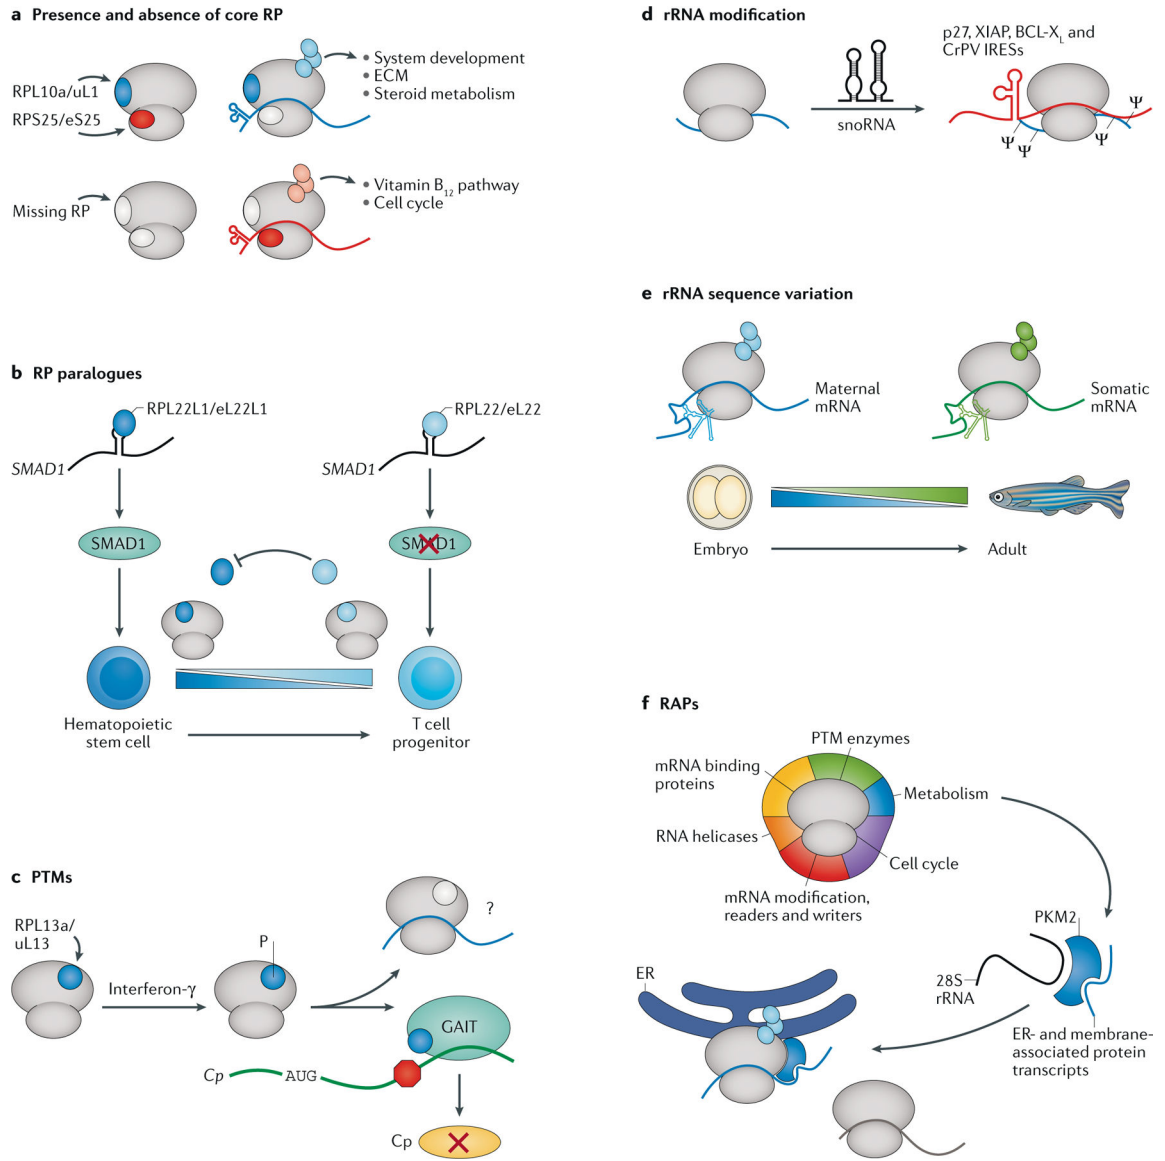 a Presence and absence of core RP
RPL10a/uL1
RPS25/eS25
• System development
• ECM
• Steroid metabolism
Missing RP
• Vitamin B12 pathway
• Cell cycle
b RP paralogues
RPL22L1/eL22L1
SMAD1
SMAD1
RPL22/eL22
SMAD1
SMAD1
Hematopoietic
stem cell
T cell
progenitor
c PTMs
RPL13a/
uL13
Interferon-γ
P
?
GAIT
Cp
AUG
Cp
d rRNA modification
snoRNA
p27, XIAP, BCL-XL and
CrPV IRESs
Ψ
Ψ
Ψ
Ψ
e rRNA sequence variation
Maternal
mRNA
Somatic
mRNA
Embryo
Adult
f RAPs
PTM enzymes
mRNA binding
proteins
Metabolism
RNA helicases
Cell cycle
mRNA modification,
readers and writers
PKM2
28S
rRNA
ER
ER- and membrane-
associated protein
transcripts